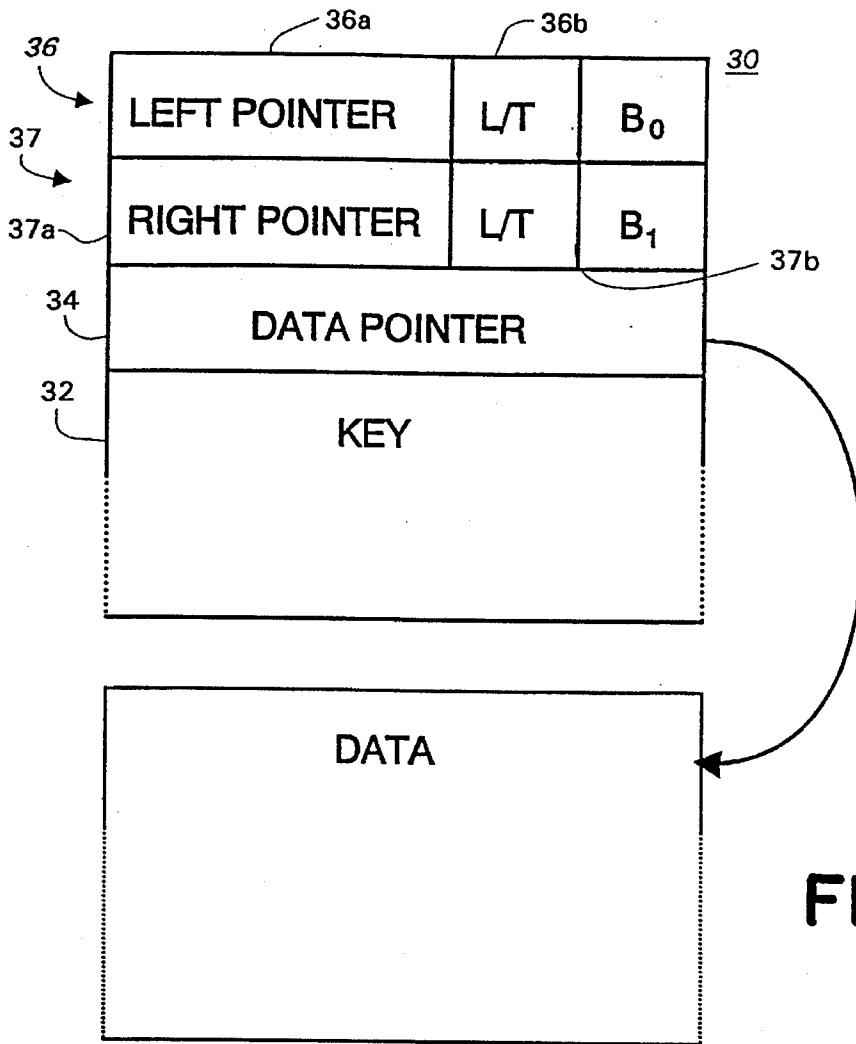 36a 36b
36 30
LEFT POINTER L/T B₀
37
37a RIGHT POINTER L/T B₁
37b
34 DATA POINTER
32 KEY
DATA